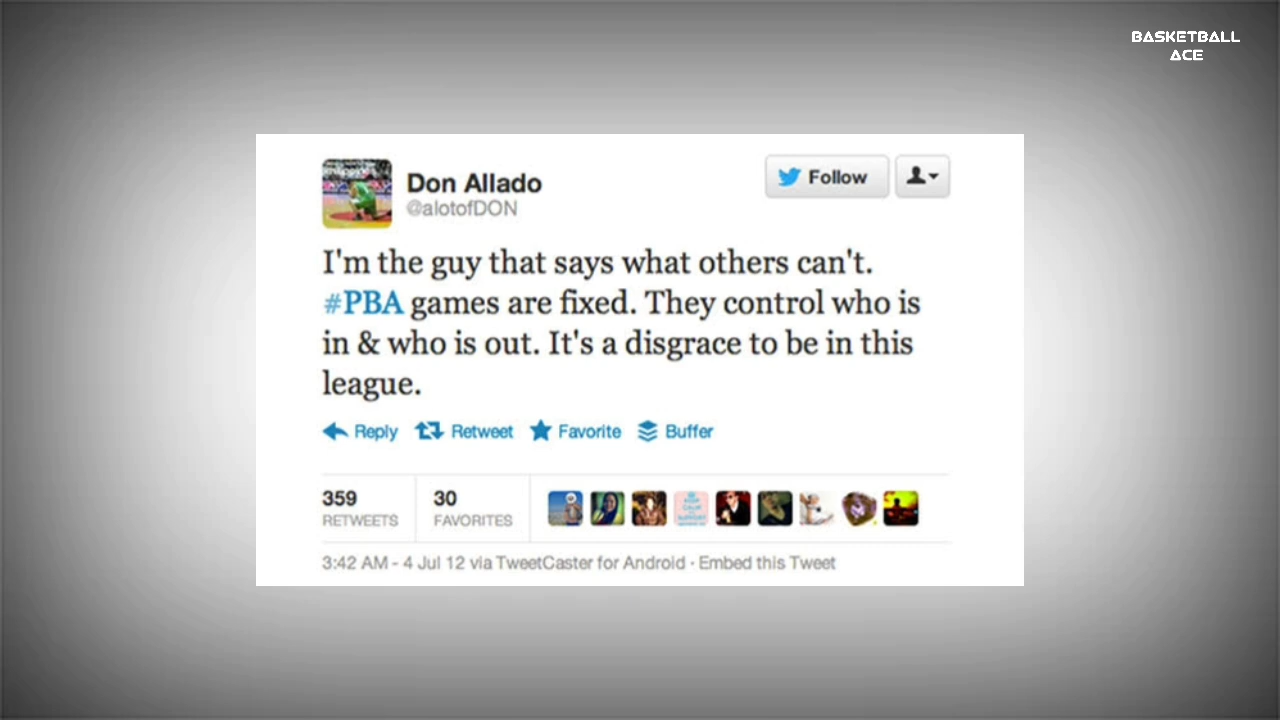 BASKETBALL
ACE
Don Allado
@alotofDON
Follow
I'm the guy that says what others can't.
#PBA games are fixed. They control who is
in & who is out. It's a disgrace to be in this
league.
Reply Retweet Favorite Buffer
359
RETWEETS
30
FAVORITES
3:42 AM - 4 Jul 12 via TweetCaster for Android · Embed this Tweet